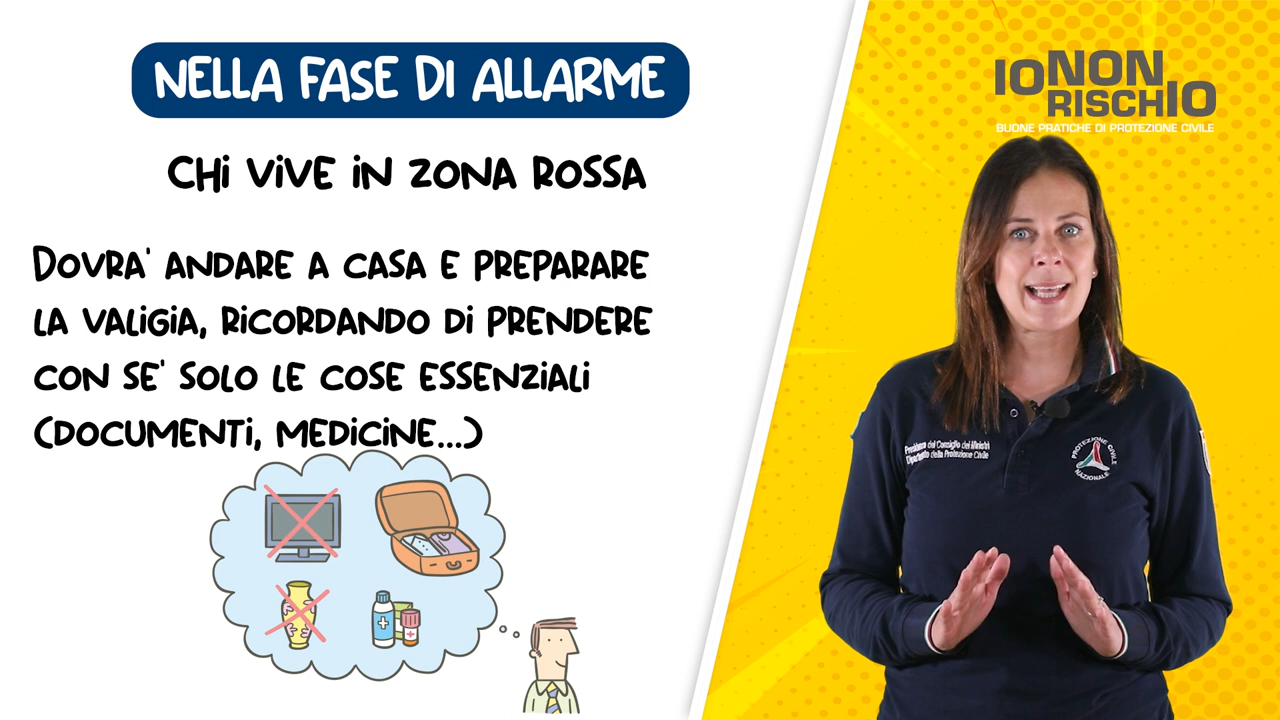 NELLA FASE DI ALLARME
CHI VIVE IN ZONA ROSSA
DOVRA' ANDARE A CASA E PREPARARE
LA VALIGIA, RICORDANDO DI PRENDERE
CON SE' SOLO LE COSE ESSENZIALI
(DOCUMENTI, MEDICINE...)
IO NON
RISCHIO
BUONE PRATICHE DI PROTEZIONE CIVILE
Presidenza del Consiglio dei Ministri
Dipartimento della Protezione Civile
PROTEZIONE CIVILE
NAZIONALE